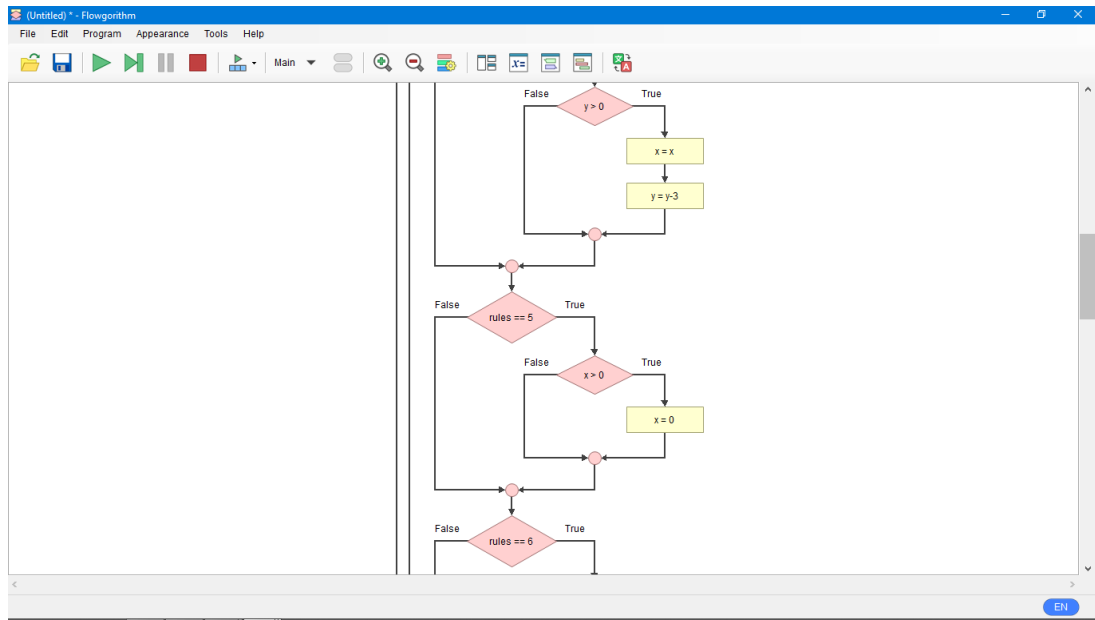 (Untitled) * - Flowgorithm
File Edit Program Appearance Tools Help
Main
x=
False True
y > 0
x = x
y = y-3
False True
rules == 5
False True
x > 0
x = 0
False True
rules == 6
EN